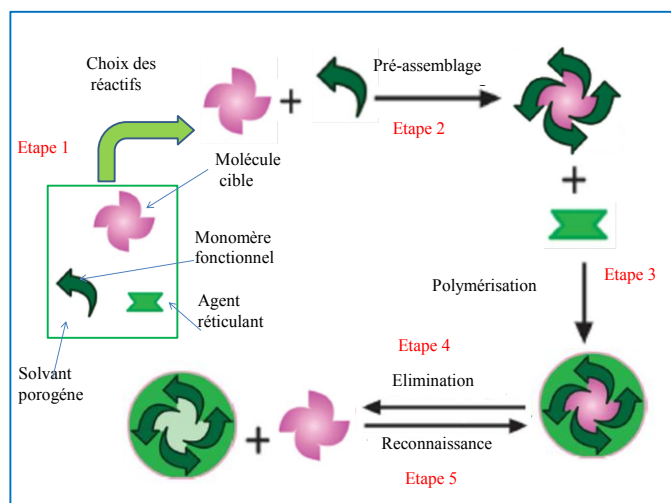 Choix des
réactifs
Pré-assemblage
Etape 1
Etape 2
Molécule
cible
Monomère
fonctionnel
Agent
réticulant
Solvant
porogéne
Polymérisation
Etape 3
Etape 4
Elimination
Reconnaissance
Etape 5